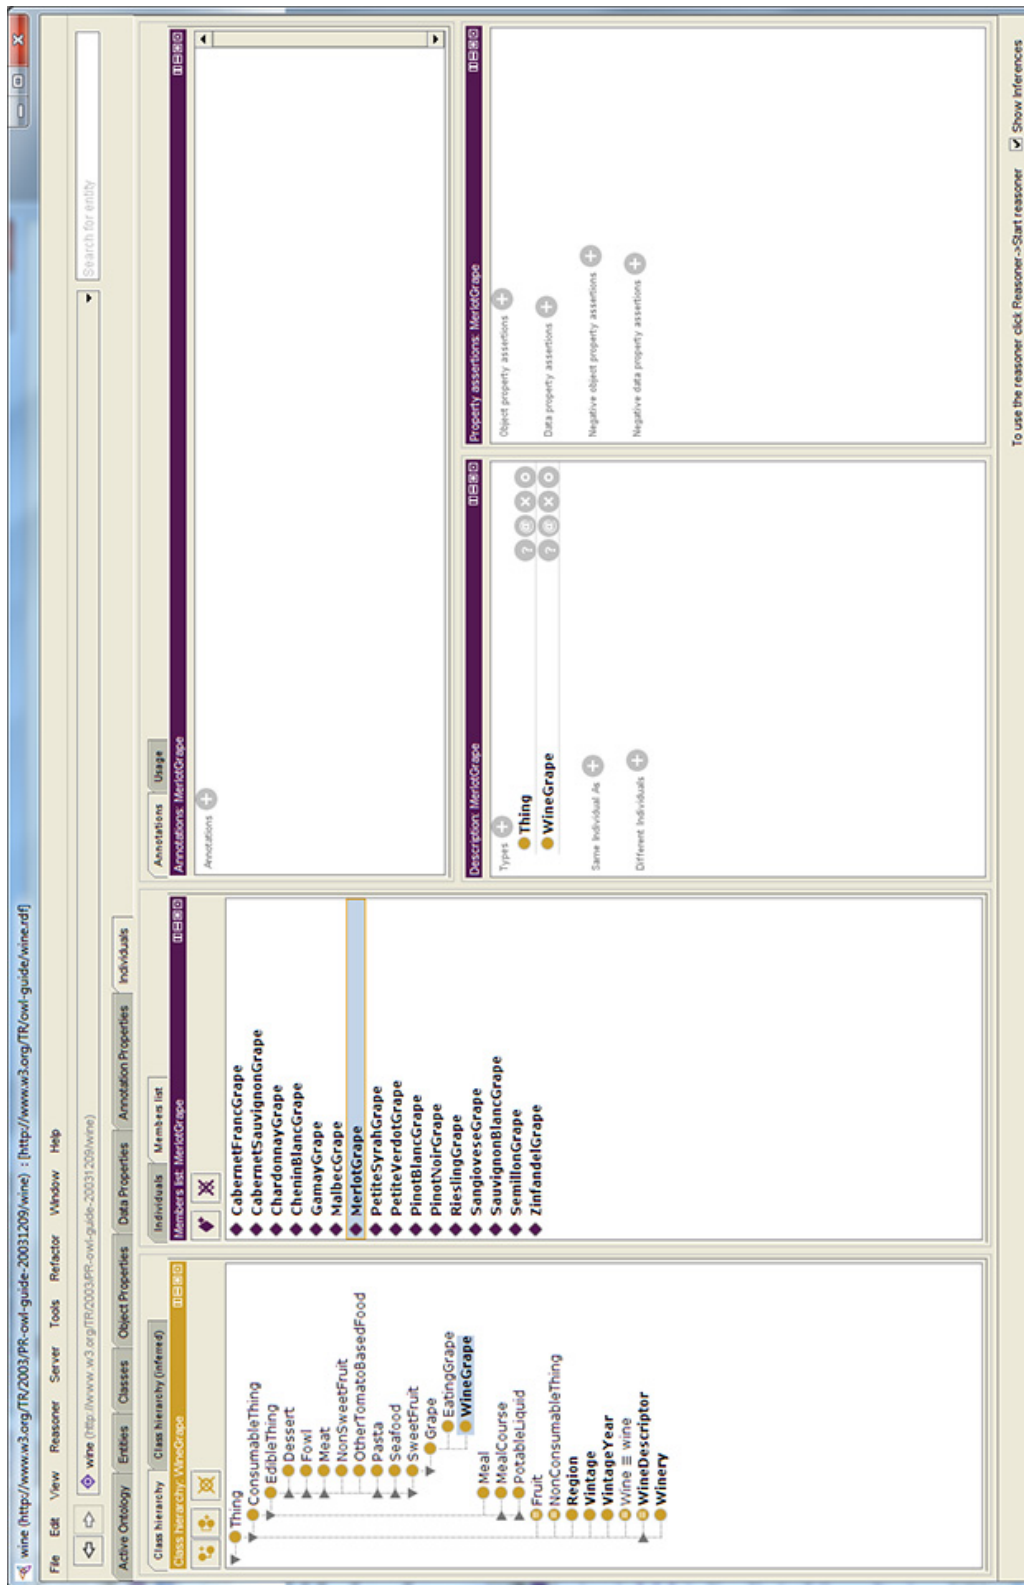 wine (http://www.w3.org/TR/2003/PR-owl-guide-20031209/wine) : [http://www.w3.org/TR/owl-guide/wine.rdf]
File Edit View Reasoner Server Tools Refactor Window Help
wine (http://www.w3.org/TR/2003/PR-owl-guide-20031209/wine)
Search for entity
Active Ontology Entities Classes Object Properties Data Properties Annotation Properties Individuals
Class hierarchy Class hierarchy (inferred)
Class hierarchy: WineGrape
Thing
ConsumableThing
EdibleThing
Dessert
Fowl
Meat
NonSweetFruit
OtherTomatoBasedFood
Pasta
Seafood
SweetFruit
Grape
EatingGrape
WineGrape
Meal
MealCourse
PotableLiquid
Fruit
NonConsumableThing
Region
Vintage
VintageYear
Wine ≡ wine
WineDescriptor
Winery
Individuals Members list
Members list: MerlotGrape
CabernetFrancGrape
CabernetSauvignonGrape
ChardonnayGrape
CheninBlancGrape
GamayGrape
MalbecGrape
MerlotGrape
PetiteSyrahGrape
PetiteVerdotGrape
PinotBlancGrape
PinotNoirGrape
RieslingGrape
SangioveseGrape
SauvignonBlancGrape
SemillonGrape
ZinfandelGrape
Annotations Usage
Annotations: MerlotGrape
Annotations
Description: MerlotGrape
Types
Thing
WineGrape
Same Individual As
Different Individuals
Property assertions: MerlotGrape
Object property assertions
Data property assertions
Negative object property assertions
Negative data property assertions
To use the reasoner click Reasoner->Start reasoner Show Inferences